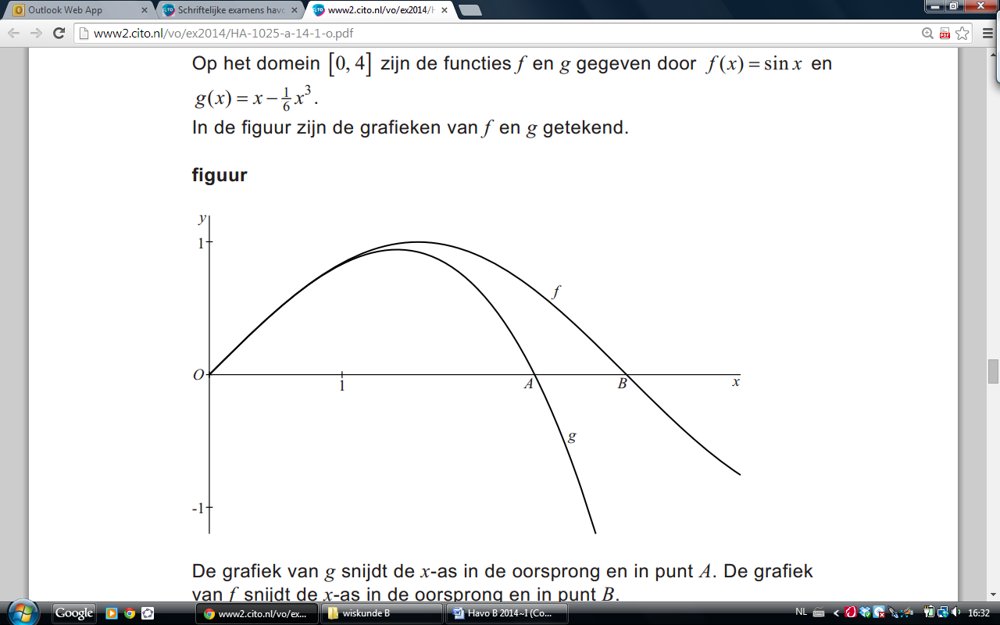 Outlook Web App
Schriftelijke examens havo
www2.cito.nl/vo/ex2014/H
www2.cito.nl/vo/ex2014/HA-1025-a-14-1-o.pdf
Op het domein [0, 4] zijn de functies f en g gegeven door f(x) = sin x en
g(x) = x − 1/6 x³.
In de figuur zijn de grafieken van f en g getekend.
figuur
y
1
f
O
1
A
B
x
g
-1
De grafiek van g snijdt de x-as in de oorsprong en in punt A. De grafiek
van f snijdt de x-as in de oorsprong en in punt B.
Google
www2.cito.nl/vo/ex...
wiskunde B
Havo B 2014~I (Co...
NL
16:32